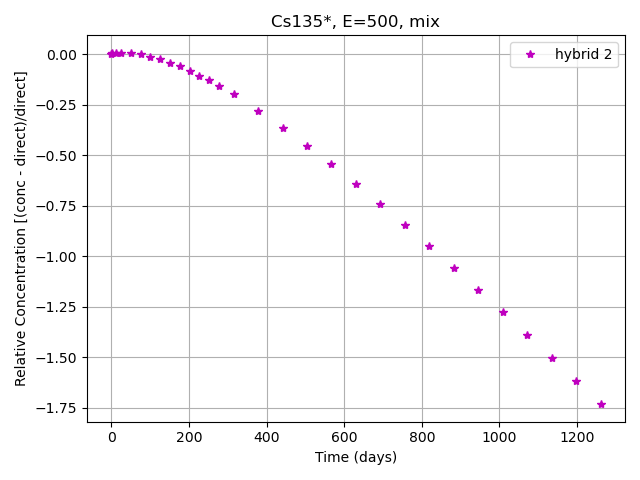 Cs135*, E=500, mix
hybrid 2
Relative Concentration [(conc - direct)/direct]
0.00
−0.25
−0.50
−0.75
−1.00
−1.25
−1.50
−1.75
0 200 400 600 800 1000 1200
Time (days)